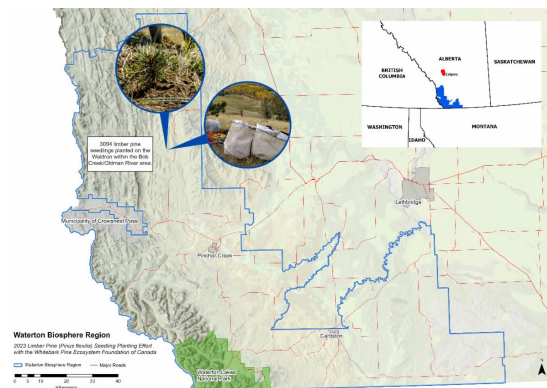 BRITISH
COLUMBIA
ALBERTA
Calgary
SASKATCHEWAN
WASHINGTON
IDAHO
MONTANA
3094 limber pine
seedlings planted on the
Waldron within the Bob
Creek/Oldman River area.
Lethbridge
Municipality of Crowsnest Pass
Pincher Creek
Cardston
Waterton Lakes
National Park
Waterton Biosphere Region
2023 Limber Pine (Pinus flexilis) Seedling Planting Effort
with the Whitebark Pine Ecosystem Foundation of Canada
Waterton Biosphere Region
Major Roads
0 5 10 20 30 40
Kilometers